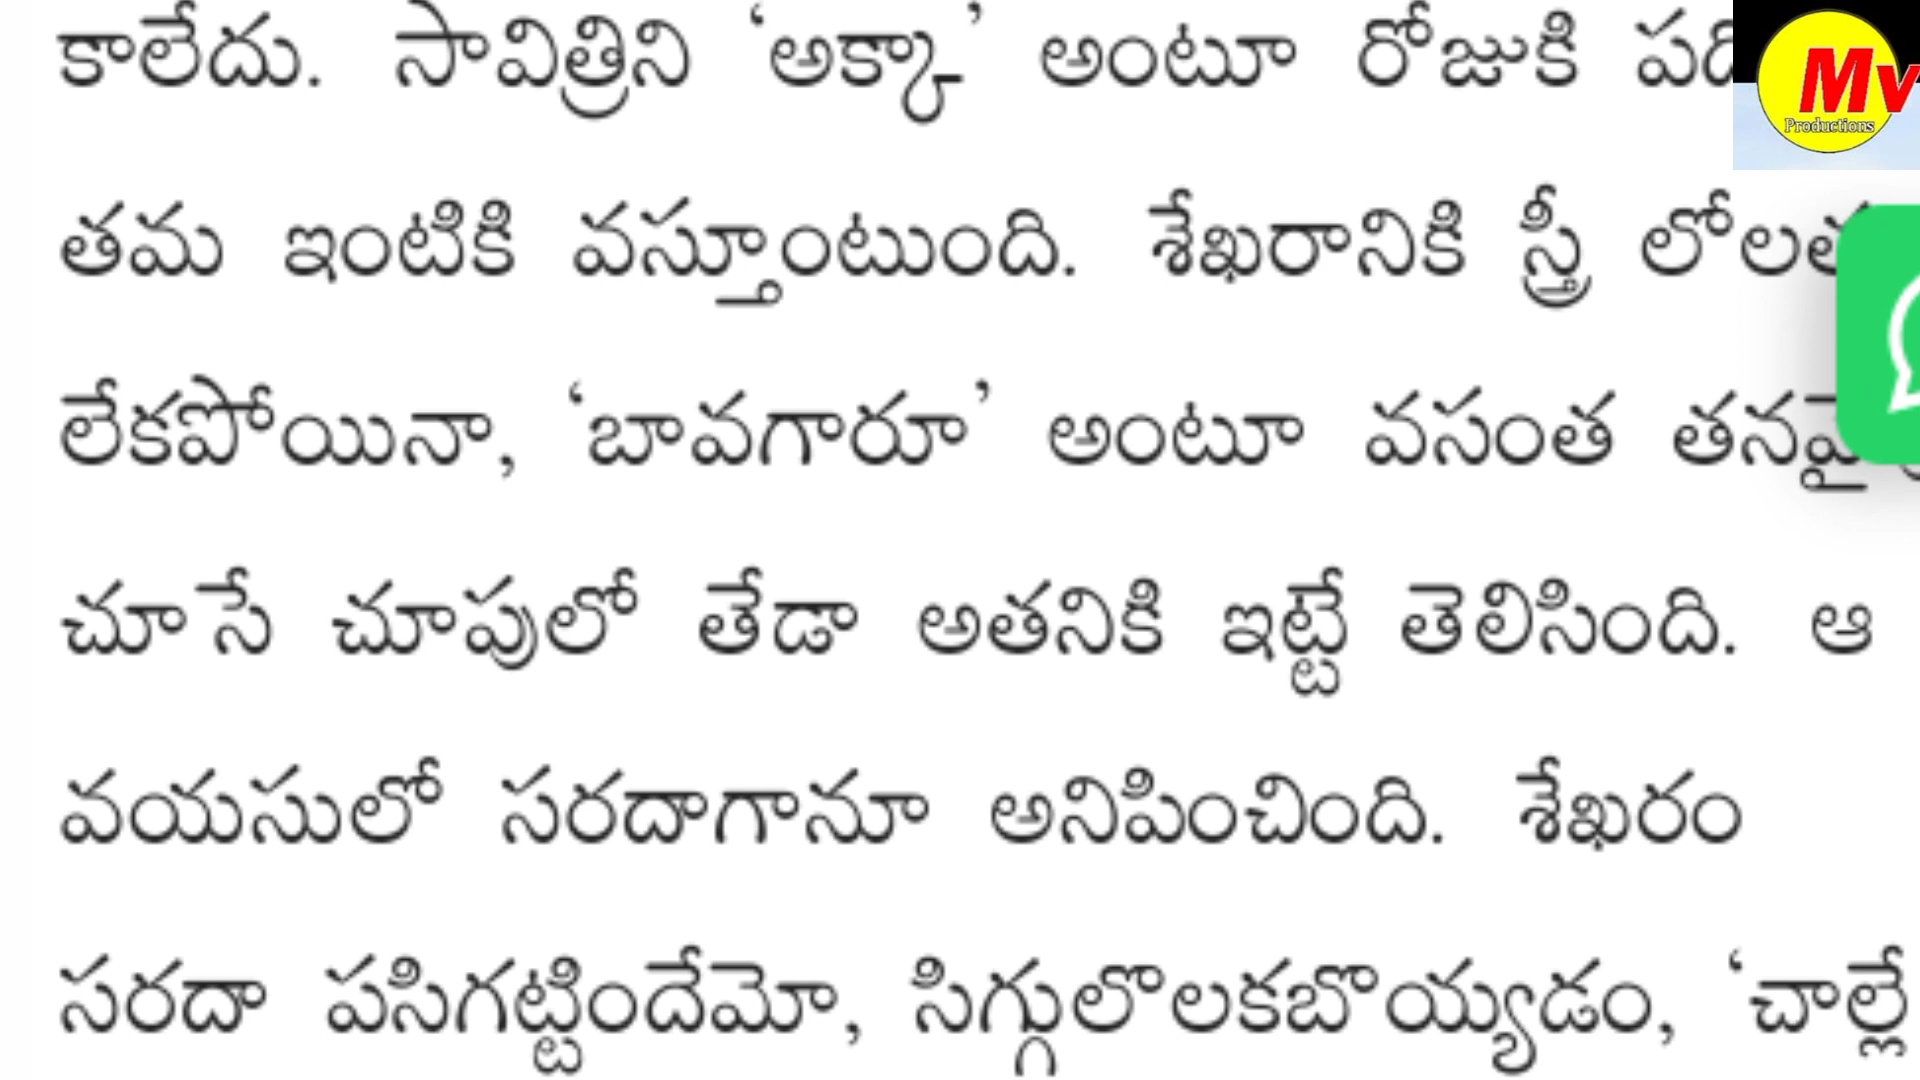 కాలేదు. సావిత్రిని ‘అక్కా’ అంటూ రోజుకి
Mv
Productions
తమ ఇంటికి వస్తూంటుంది. శేఖరానికి స్త్రీ
లేకపోయినా, ‘బావగారూ’ అంటూ వసంత
చూసే చూపులో తేడా అతనికి ఇట్టే తెలిసింది. ఆ
వయసులో సరదాగానూ అనిపించింది. శేఖరం
సరదా పసిగట్టిందేమో, సిగ్గులొలకబొయ్యడం, ‘చాల్లే